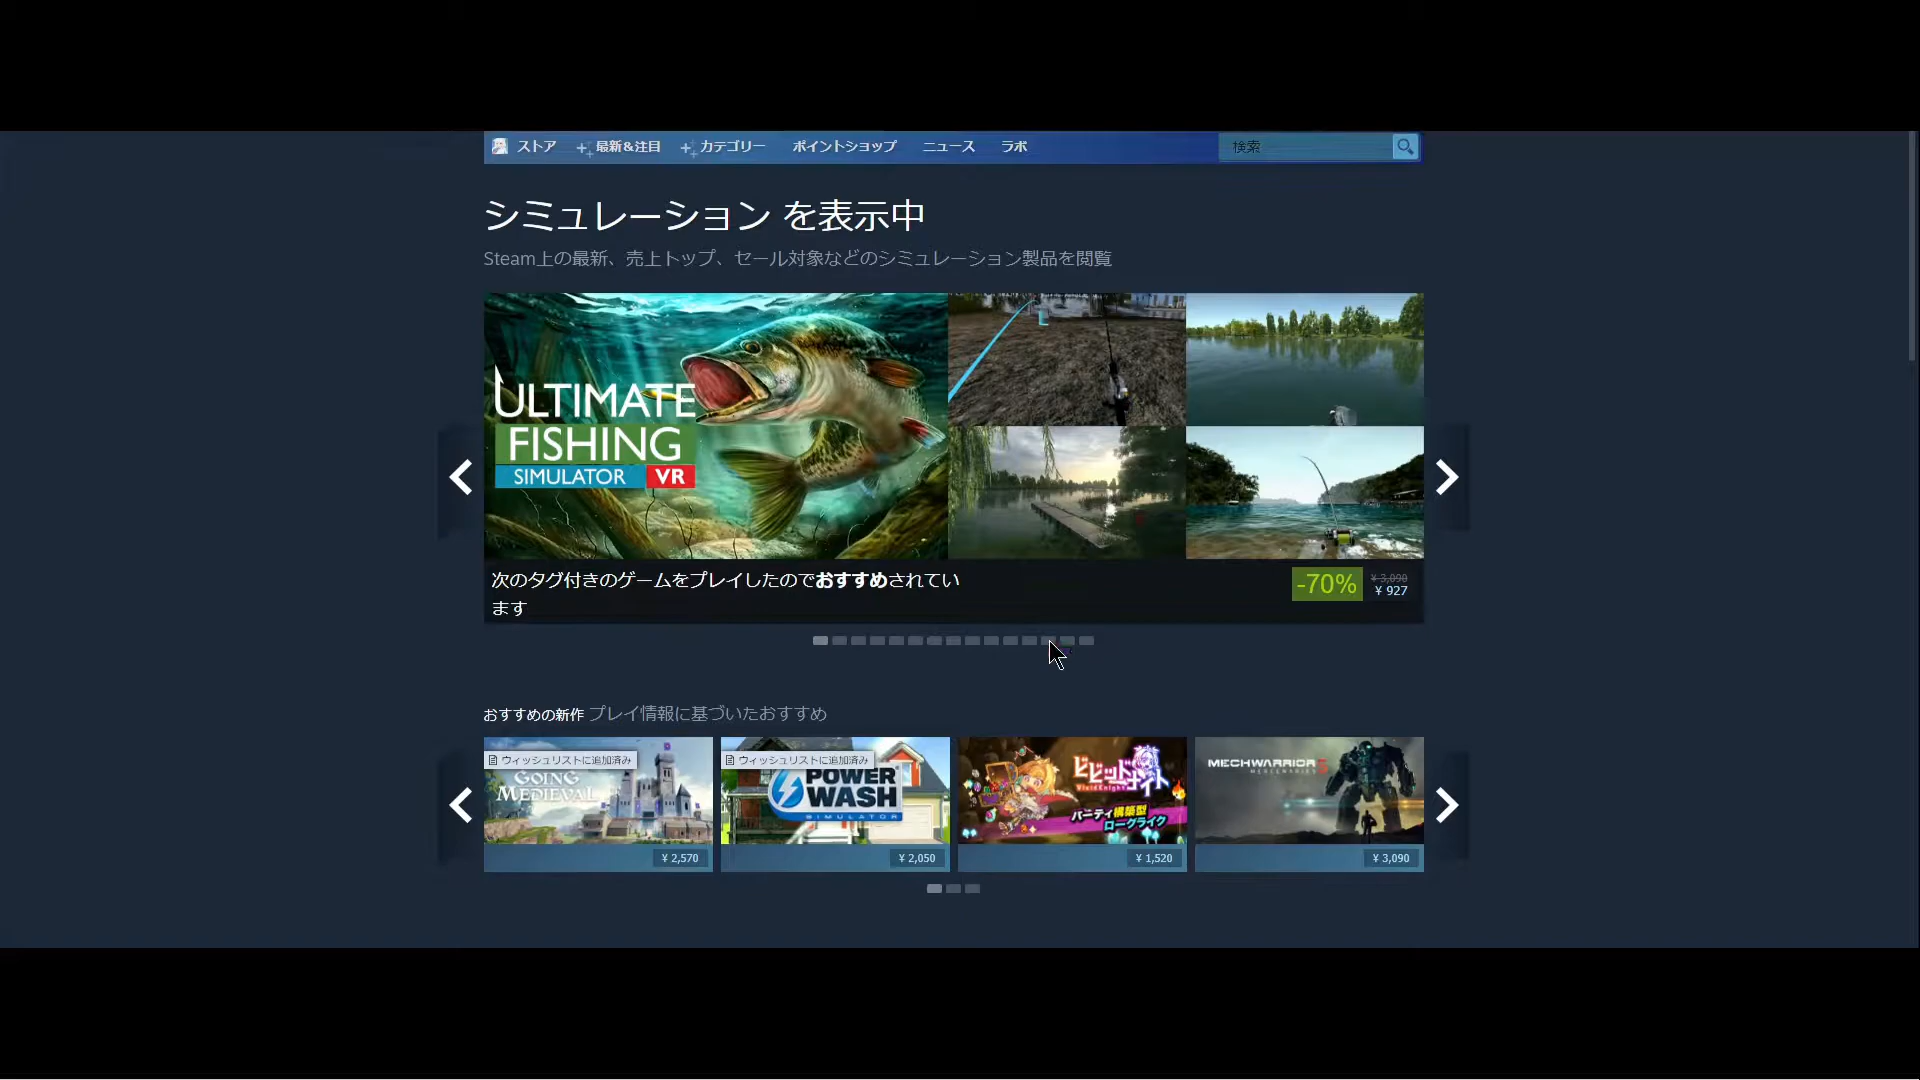 ストア 最新&注目 カテゴリー ポイントショップ ニュース ラボ 検索
シミュレーション を表示中
Steam上の最新、売上トップ、セール対象などのシミュレーション製品を閲覧
ULTIMATE
FISHING
SIMULATOR VR
次のタグ付きのゲームをプレイしたのでおすすめされてい
ます
-70%
¥ 3,090
¥ 927
おすすめの新作 プレイ情報に基づいたおすすめ
ウィッシュリストに追加済み
GOING
MEDIEVAL
¥ 2,570
ウィッシュリストに追加済み
POWER
WASH
SIMULATOR
¥ 2,050
ビビッドナイト
VividKnight
パーティ構築型
ローグライク
¥ 1,520
MECHWARRIOR 5
MERCENARIES
¥ 3,090